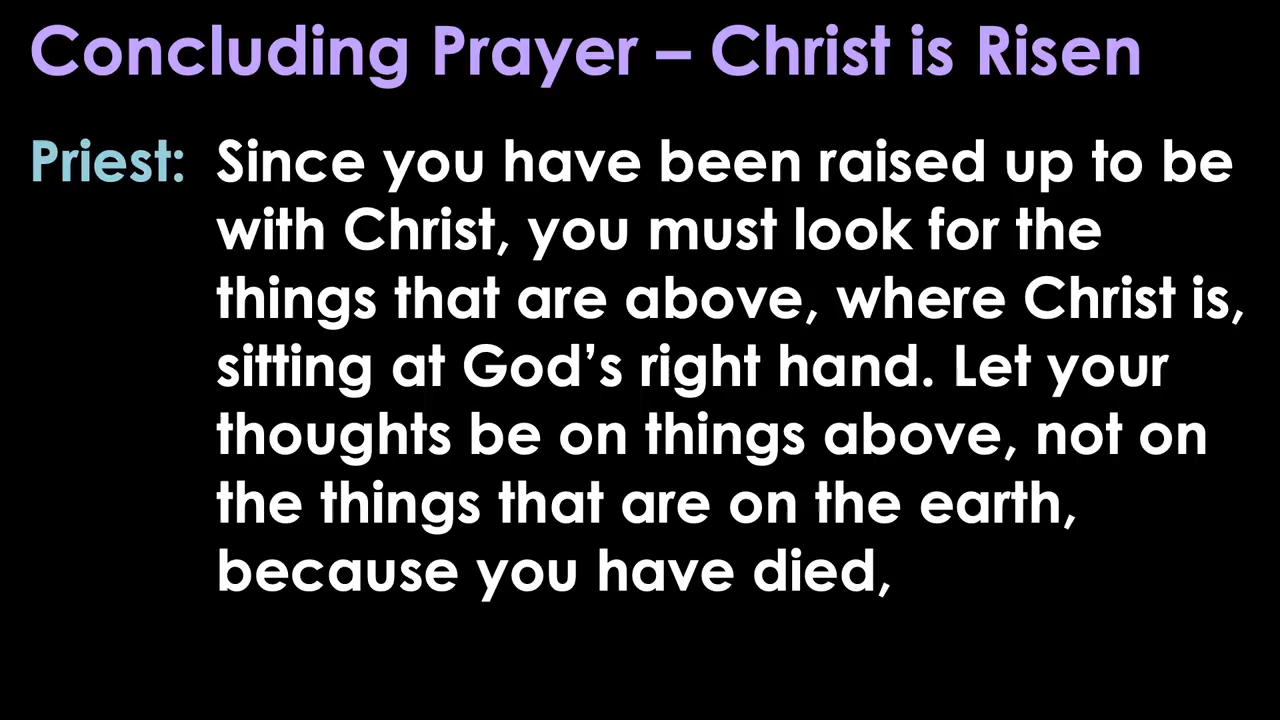 Concluding Prayer – Christ is Risen
Priest: Since you have been raised up to be
with Christ, you must look for the
things that are above, where Christ is,
sitting at God’s right hand. Let your
thoughts be on things above, not on
the things that are on the earth,
because you have died,